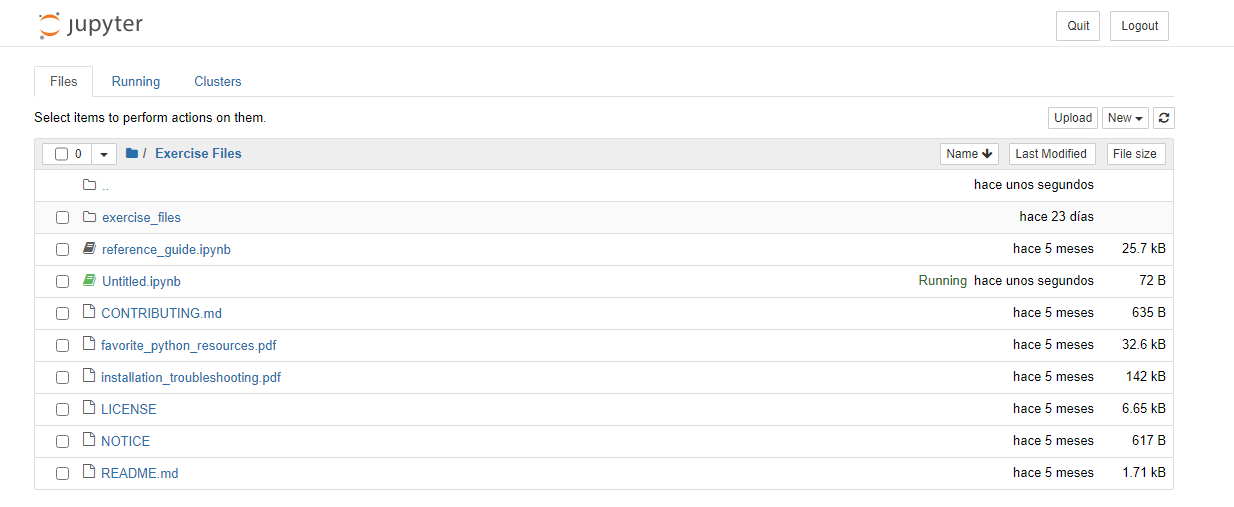 jupyter Quit Logout
Files Running Clusters
Select items to perform actions on them. Upload New
0 / Exercise Files Name Last Modified File size
.. hace unos segundos
exercise_files hace 23 días
reference_guide.ipynb hace 5 meses 25.7 kB
Untitled.ipynb Running hace unos segundos 72 B
CONTRIBUTING.md hace 5 meses 635 B
favorite_python_resources.pdf hace 5 meses 32.6 kB
installation_troubleshooting.pdf hace 5 meses 142 kB
LICENSE hace 5 meses 6.65 kB
NOTICE hace 5 meses 617 B
README.md hace 5 meses 1.71 kB